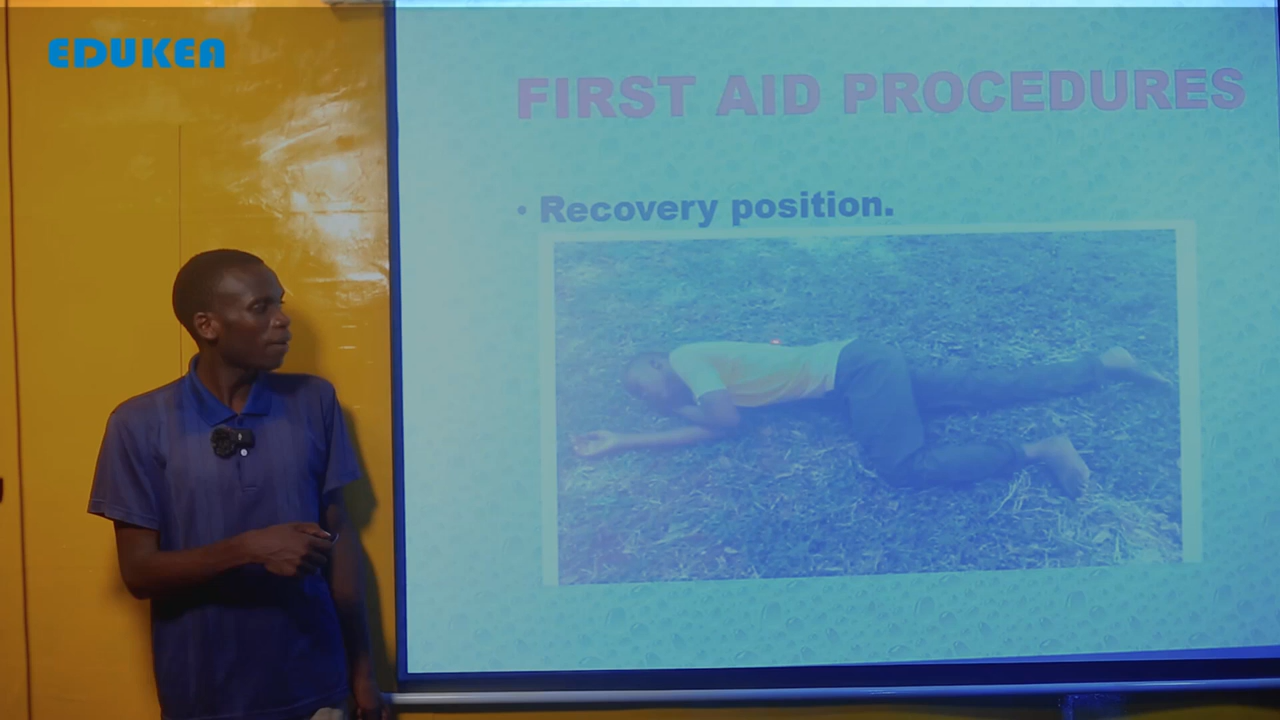 EDUKEA
FIRST AID PROCEDURES
• Recovery position.